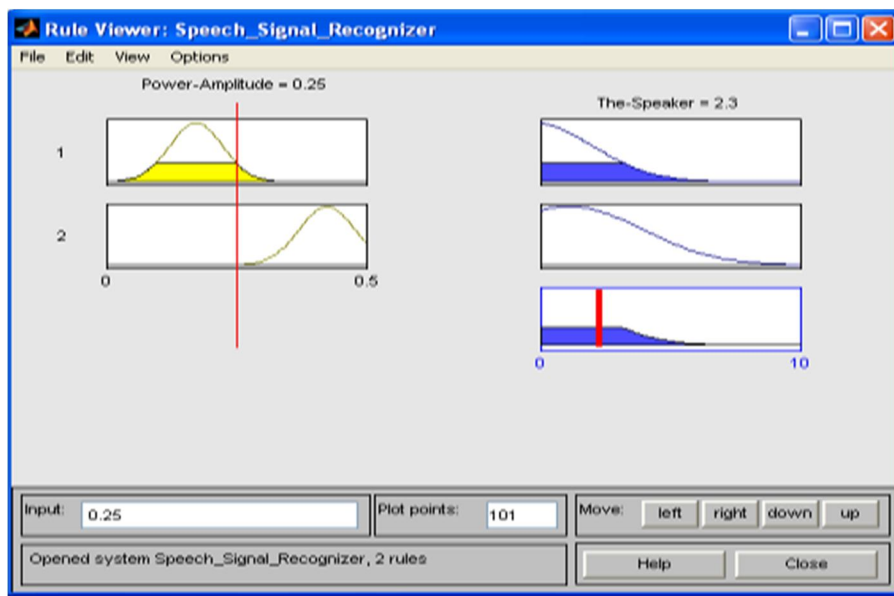 Rule Viewer: Speech_Signal_Recognizer
File Edit View Options
Power-Amplitude = 0.25
The-Speaker = 2.3
1
2
0 0.5
0 10
Input: 0.25 Plot points: 101 Move: left right down up
Opened system Speech_Signal_Recognizer, 2 rules Help Close